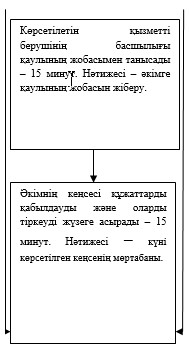 Көрсетілетін қызметті
берушінің басшылығы
қаулының жобасымен танысады
– 15 минут. Нәтижесі – әкімге
қаулының жобасын жіберу.
Әкімнің кеңсесі құжаттарды
қабылдауды және оларды
тіркеуді жүзеге асырады – 15
минут. Нәтижесі – күні
көрсетілген кеңсенің мөртабаны.